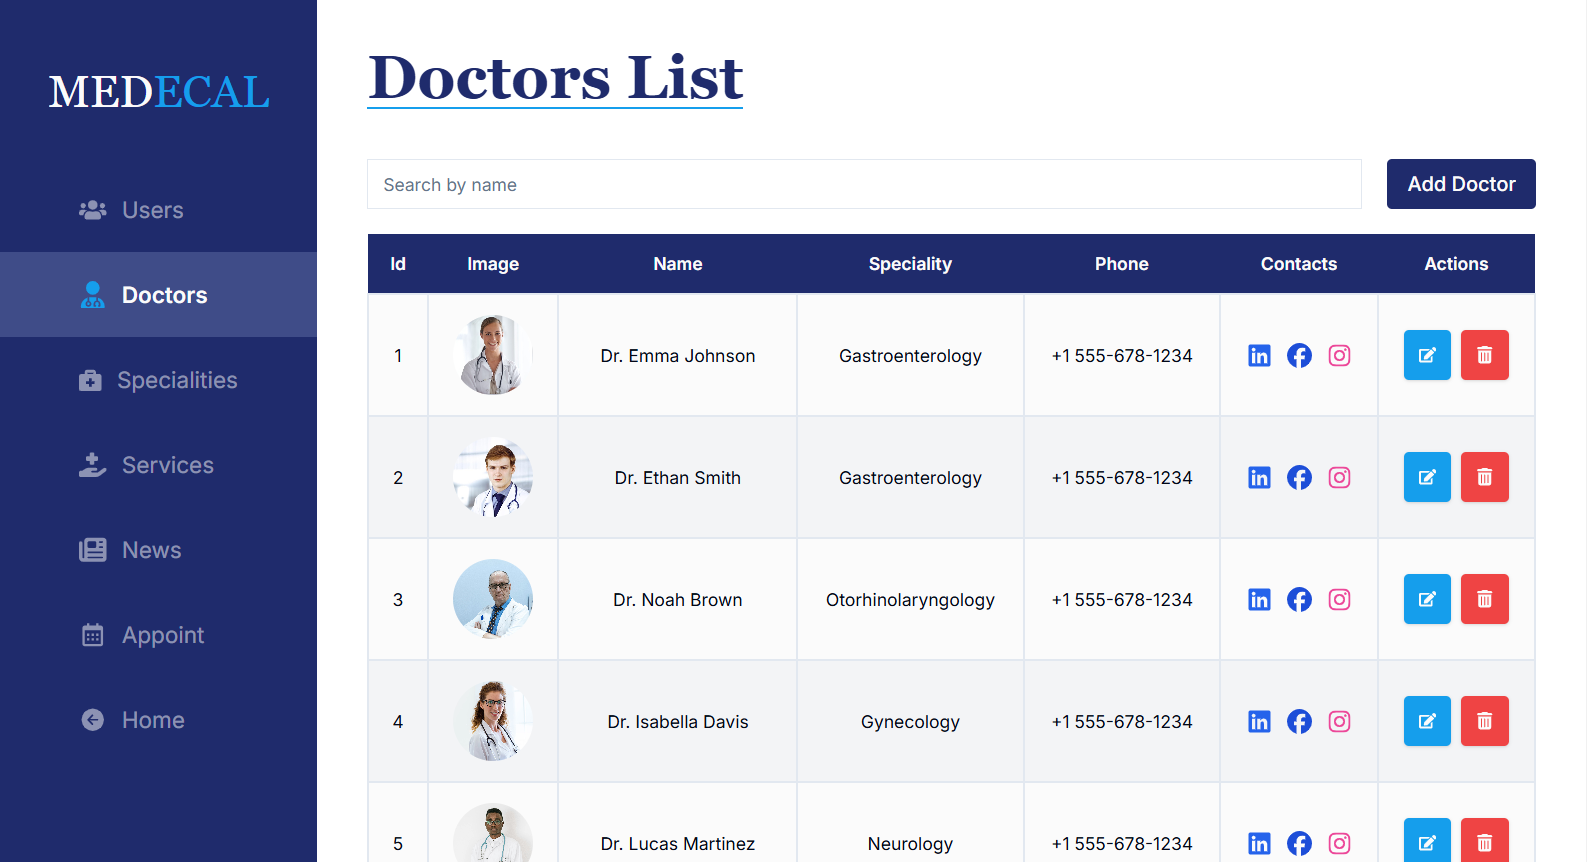 MEDECAL
Users
Doctors
Specialities
Services
News
Appoint
Home
Doctors List
Search by name
Add Doctor
Id Image Name Speciality Phone Contacts Actions
1 Dr. Emma Johnson Gastroenterology +1 555-678-1234
2 Dr. Ethan Smith Gastroenterology +1 555-678-1234
3 Dr. Noah Brown Otorhinolaryngology +1 555-678-1234
4 Dr. Isabella Davis Gynecology +1 555-678-1234
5 Dr. Lucas Martinez Neurology +1 555-678-1234